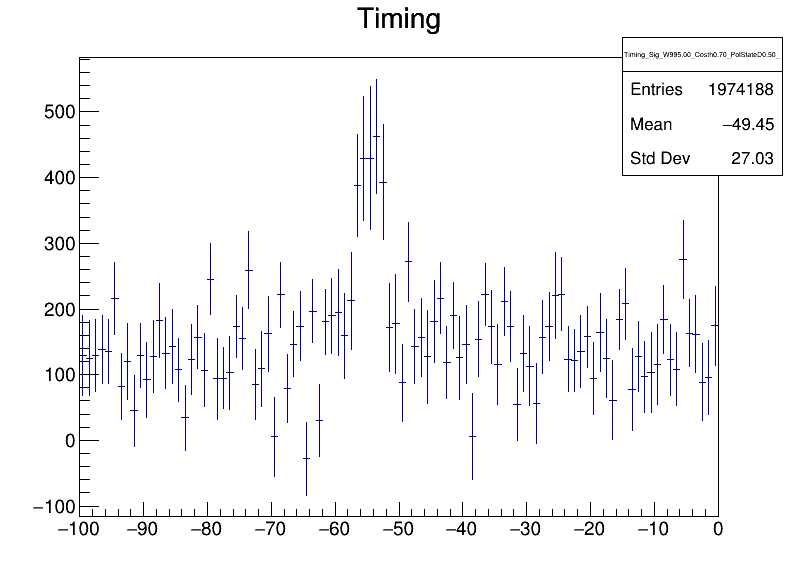 Timing
Timing_Sig_W995.00_Costh0.70_PolStateD0.50_
Entries 1974188
Mean −49.45
Std Dev 27.03
500
400
300
200
100
0
−100
−100 −90 −80 −70 −60 −50 −40 −30 −20 −10 0